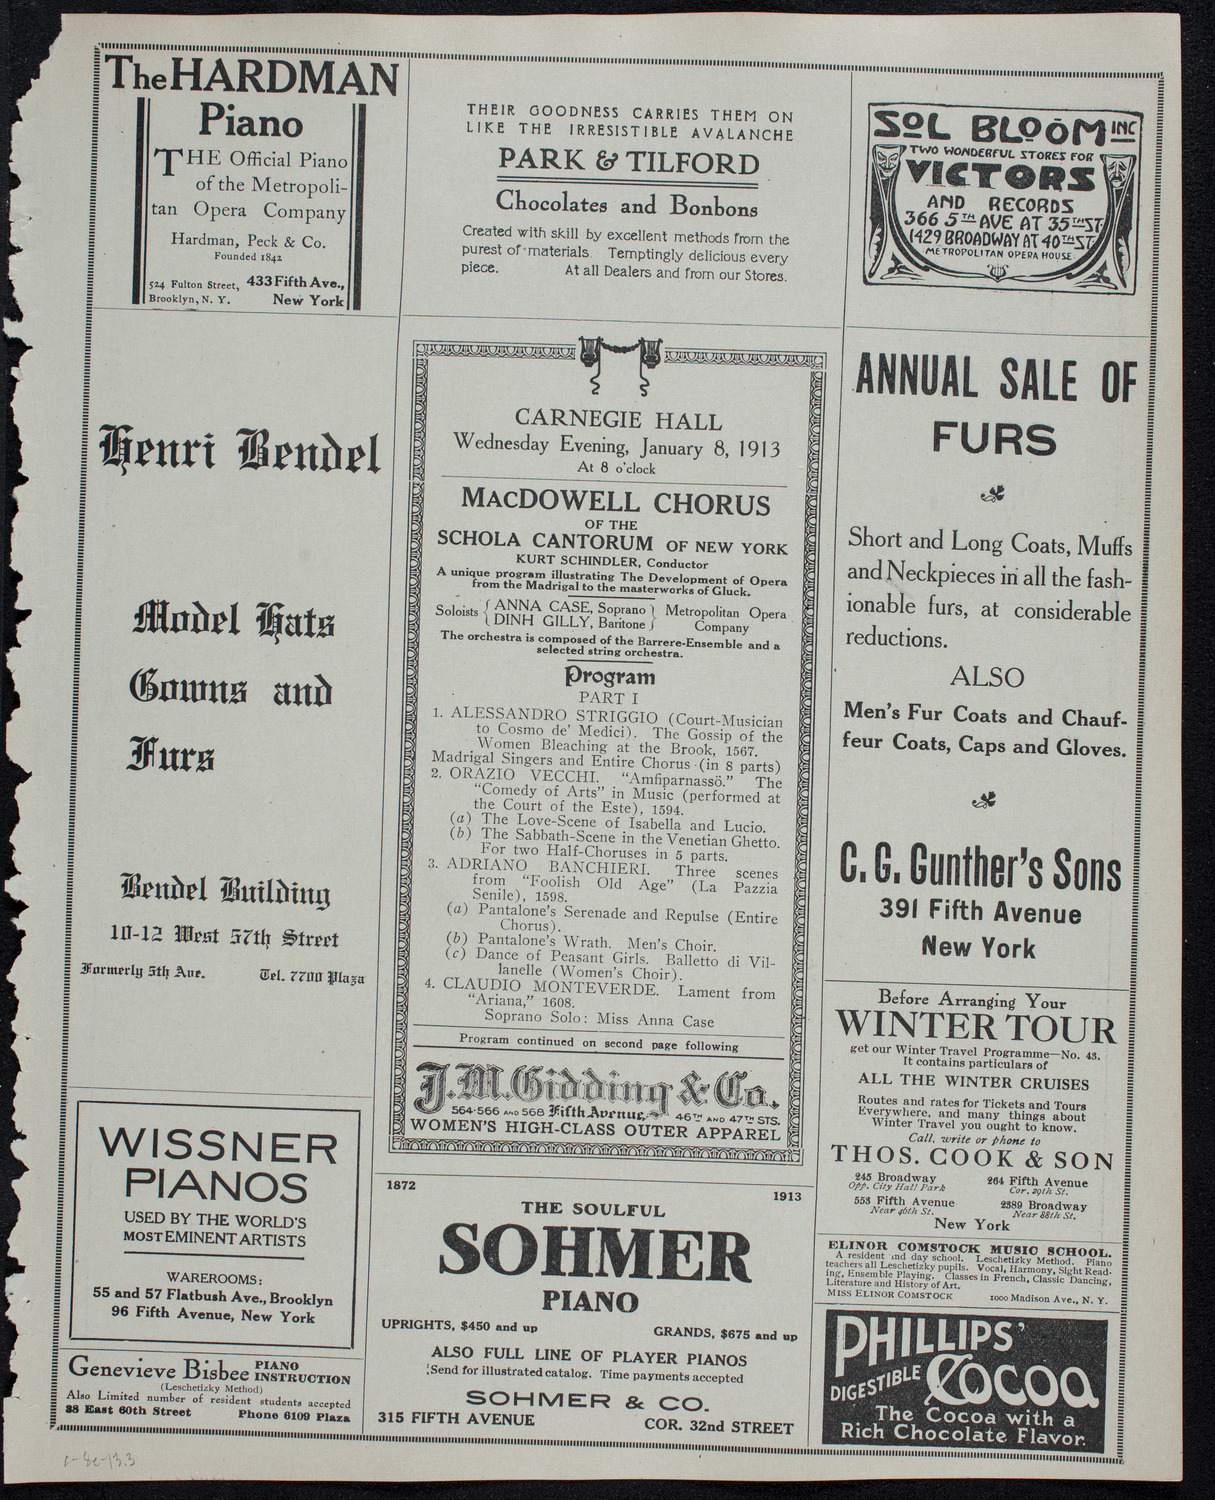 The HARDMAN
Piano
THE Official Piano
of the Metropoli-
tan Opera Company
Hardman, Peck & Co.
Founded 1842
524 Fulton Street, 433 Fifth Ave.,
Brooklyn, N. Y. New York
THEIR GOODNESS CARRIES THEM ON
LIKE THE IRRESISTIBLE AVALANCHE
PARK & TILFORD
Chocolates and Bonbons
Created with skill by excellent methods from the
purest of materials. Temptingly delicious every
piece. At all Dealers and from our Stores.
SOL BLOOM INC
TWO WONDERFUL STORES FOR
VICTORS
AND RECORDS
366 5TH AVE AT 35TH ST.
1429 BROADWAY AT 40TH ST.
METROPOLITAN OPERA HOUSE.
Henri Bendel
Model Hats
Gowns and
Furs
Bendel Building
10-12 West 57th Street
Formerly 5th Ave. Tel. 7700 Plaza
WISSNER
PIANOS
USED BY THE WORLD'S
MOST EMINENT ARTISTS
WAREROOMS:
55 and 57 Flatbush Ave., Brooklyn
96 Fifth Avenue, New York
Genevieve Bisbee PIANO
INSTRUCTION
(Leschetizky Method)
Also Limited number of resident students accepted
38 East 60th Street Phone 6109 Plaza
CARNEGIE HALL
Wednesday Evening, January 8, 1913
At 8 o'clock
MACDOWELL CHORUS
OF THE
SCHOLA CANTORUM OF NEW YORK
KURT SCHINDLER, Conductor
A unique program illustrating The Development of Opera
from the Madrigal to the masterworks of Gluck.
Soloists { ANNA CASE, Soprano } Metropolitan Opera
{ DINH GILLY, Baritone } Company
The orchestra is composed of the Barrere-Ensemble and a
selected string orchestra.
Program
PART I
1. ALESSANDRO STRIGGIO (Court-Musician
to Cosmo de' Medici). The Gossip of the
Women Bleaching at the Brook, 1567.
Madrigal Singers and Entire Chorus (in 8 parts)
2. ORAZIO VECCHI. "Amfiparnassö." The
"Comedy of Arts" in Music (performed at
the Court of the Este), 1594.
(a) The Love-Scene of Isabella and Lucio.
(b) The Sabbath-Scene in the Venetian Ghetto.
For two Half-Choruses in 5 parts.
3. ADRIANO BANCHIERI. Three scenes
from "Foolish Old Age" (La Pazzia
Senile), 1598.
(a) Pantalone's Serenade and Repulse (Entire
Chorus).
(b) Pantalone's Wrath. Men's Choir.
(c) Dance of Peasant Girls. Balletto di Vil-
lanelle (Women's Choir).
4. CLAUDIO MONTEVERDE. Lament from
"Ariana," 1608.
Soprano Solo: Miss Anna Case
Program continued on second page following
J. M. Gidding & Co.
564-566 AND 568 Fifth Avenue. 46TH AND 47TH STS.
WOMEN'S HIGH-CLASS OUTER APPAREL
1872 1913
THE SOULFUL
SOHMER
PIANO
UPRIGHTS, $450 and up GRANDS, $675 and up
ALSO FULL LINE OF PLAYER PIANOS
Send for illustrated catalog. Time payments accepted
SOHMER & CO.
315 FIFTH AVENUE COR. 32nd STREET
ANNUAL SALE OF
FURS
Short and Long Coats, Muffs
and Neckpieces in all the fash-
ionable furs, at considerable
reductions.
ALSO
Men's Fur Coats and Chauf-
feur Coats, Caps and Gloves.
C. G. Gunther's Sons
391 Fifth Avenue
New York
Before Arranging Your
WINTER TOUR
get our Winter Travel Programme—No. 43.
It contains particulars of
ALL THE WINTER CRUISES
Routes and rates for Tickets and Tours
Everywhere, and many things about
Winter Travel you ought to know.
Call, write or phone to
THOS. COOK & SON
245 Broadway 264 Fifth Avenue
Opp. City Hall Park Cor. 29th St.
553 Fifth Avenue 2389 Broadway
Near 46th St. Near 88th St.
New York
ELINOR COMSTOCK MUSIC SCHOOL.
A resident and day school. Leschetizky Method. Piano
teachers all Leschetizky pupils. Vocal, Harmony, Sight Read-
ing, Ensemble Playing. Classes in French, Classic Dancing,
Literature and History of Art.
MISS ELINOR COMSTOCK 1000 Madison Ave., N. Y.
PHILLIPS'
DIGESTIBLE COCOA
The Cocoa with a
Rich Chocolate Flavor.